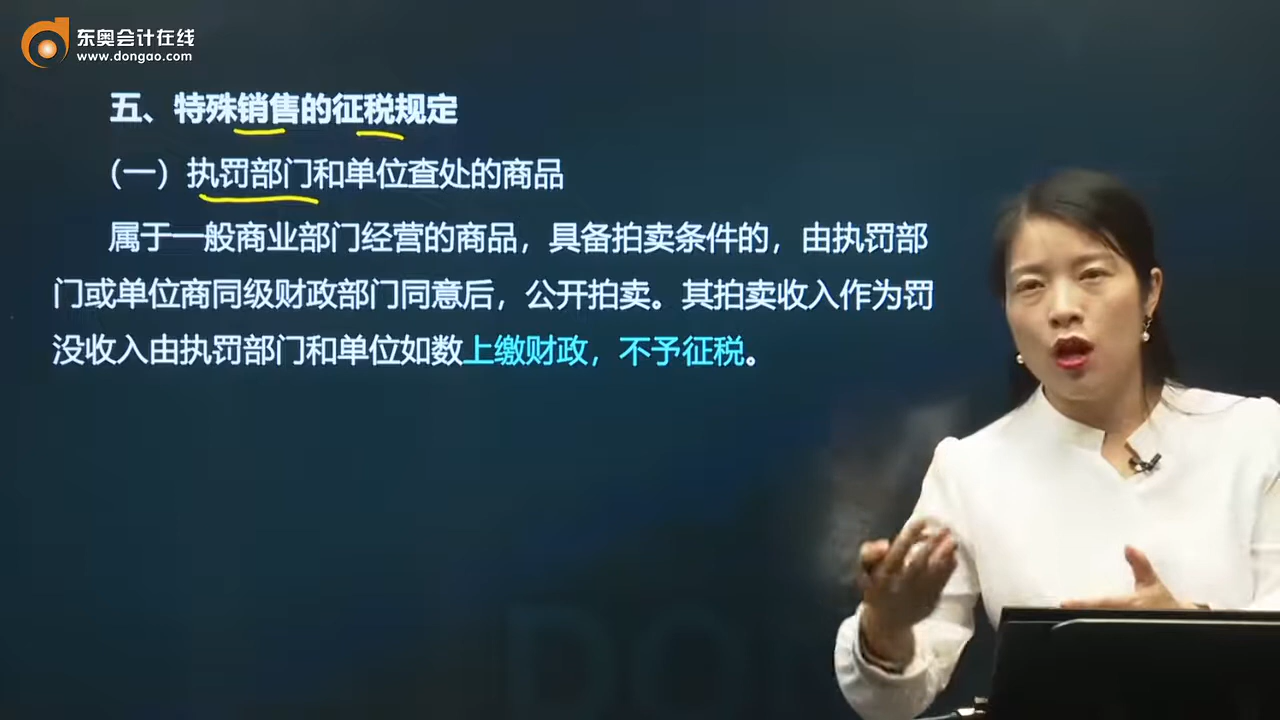 东奥会计在线
www.dongao.com
五、特殊销售的征税规定
（一）执罚部门和单位查处的商品
属于一般商业部门经营的商品，具备拍卖条件的，由执罚部
门或单位商同级财政部门同意后，公开拍卖。其拍卖收入作为罚
没收入由执罚部门和单位如数上缴财政，不予征税。